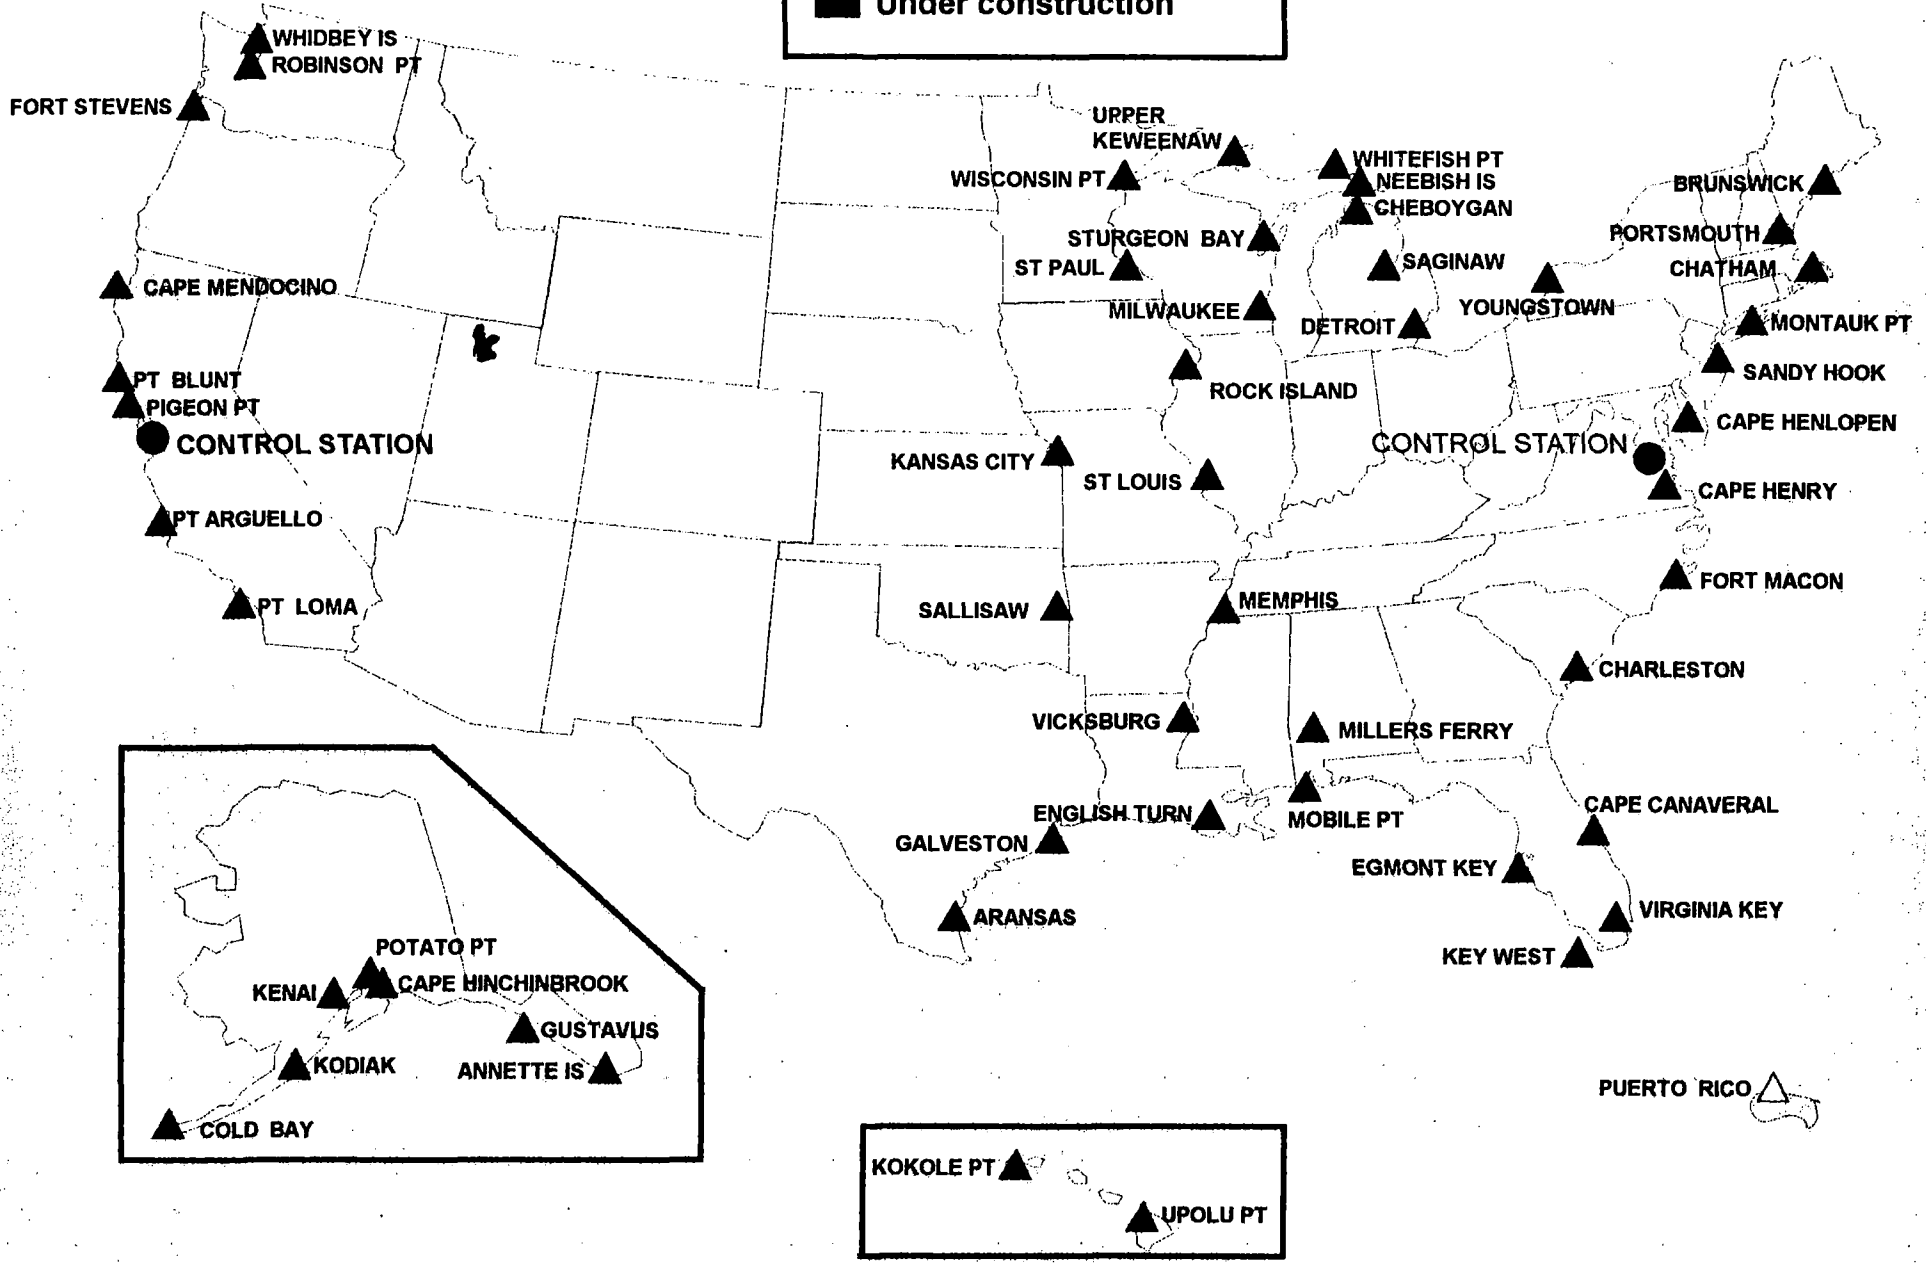 Under construction
WHIDBEY IS
ROBINSON PT
FORT STEVENS
UPPER
KEWEENAW
WHITEFISH PT
WISCONSIN PT
NEEBISH IS
BRUNSWICK
CHEBOYGAN
STURGEON BAY
PORTSMOUTH
ST PAUL
SAGINAW
CHATHAM
CAPE MENDOCINO
MILWAUKEE
YOUNGSTOWN
DETROIT
MONTAUK PT
PT BLUNT
SANDY HOOK
ROCK ISLAND
PIGEON PT
CAPE HENLOPEN
CONTROL STATION
CONTROL STATION
KANSAS CITY
ST LOUIS
CAPE HENRY
PT ARGUELLO
FORT MACON
PT LOMA
SALLISAW
MEMPHIS
CHARLESTON
VICKSBURG
MILLERS FERRY
CAPE CANAVERAL
ENGLISH TURN
MOBILE PT
GALVESTON
EGMONT KEY
ARANSAS
VIRGINIA KEY
KEY WEST
POTATO PT
CAPE HINCHINBROOK
KENAI
GUSTAVUS
KODIAK
ANNETTE IS
COLD BAY
PUERTO RICO
KOKOLE PT
UPOLU PT